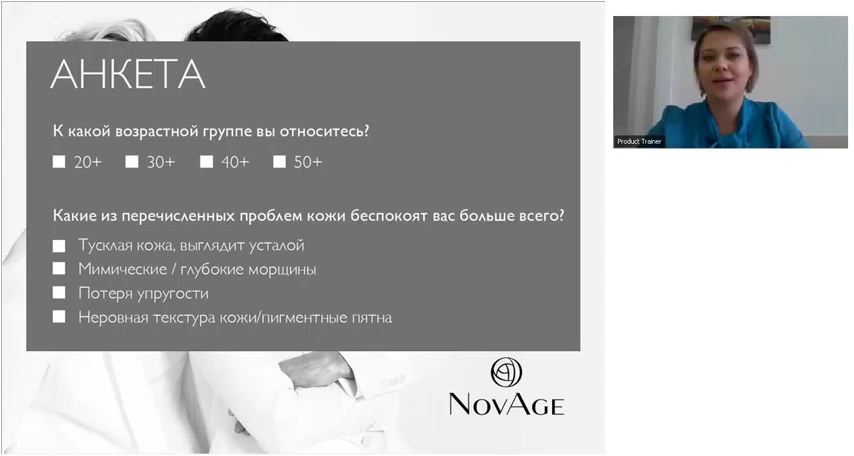 АНКЕТА
К какой возрастной группе вы относитесь?
20+ 30+ 40+ 50+
Какие из перечисленных проблем кожи беспокоят вас больше всего?
Тусклая кожа, выглядит усталой
Мимические / глубокие морщины
Потеря упругости
Неровная текстура кожи/пигментные пятна
NOVAGE
Product Trainer